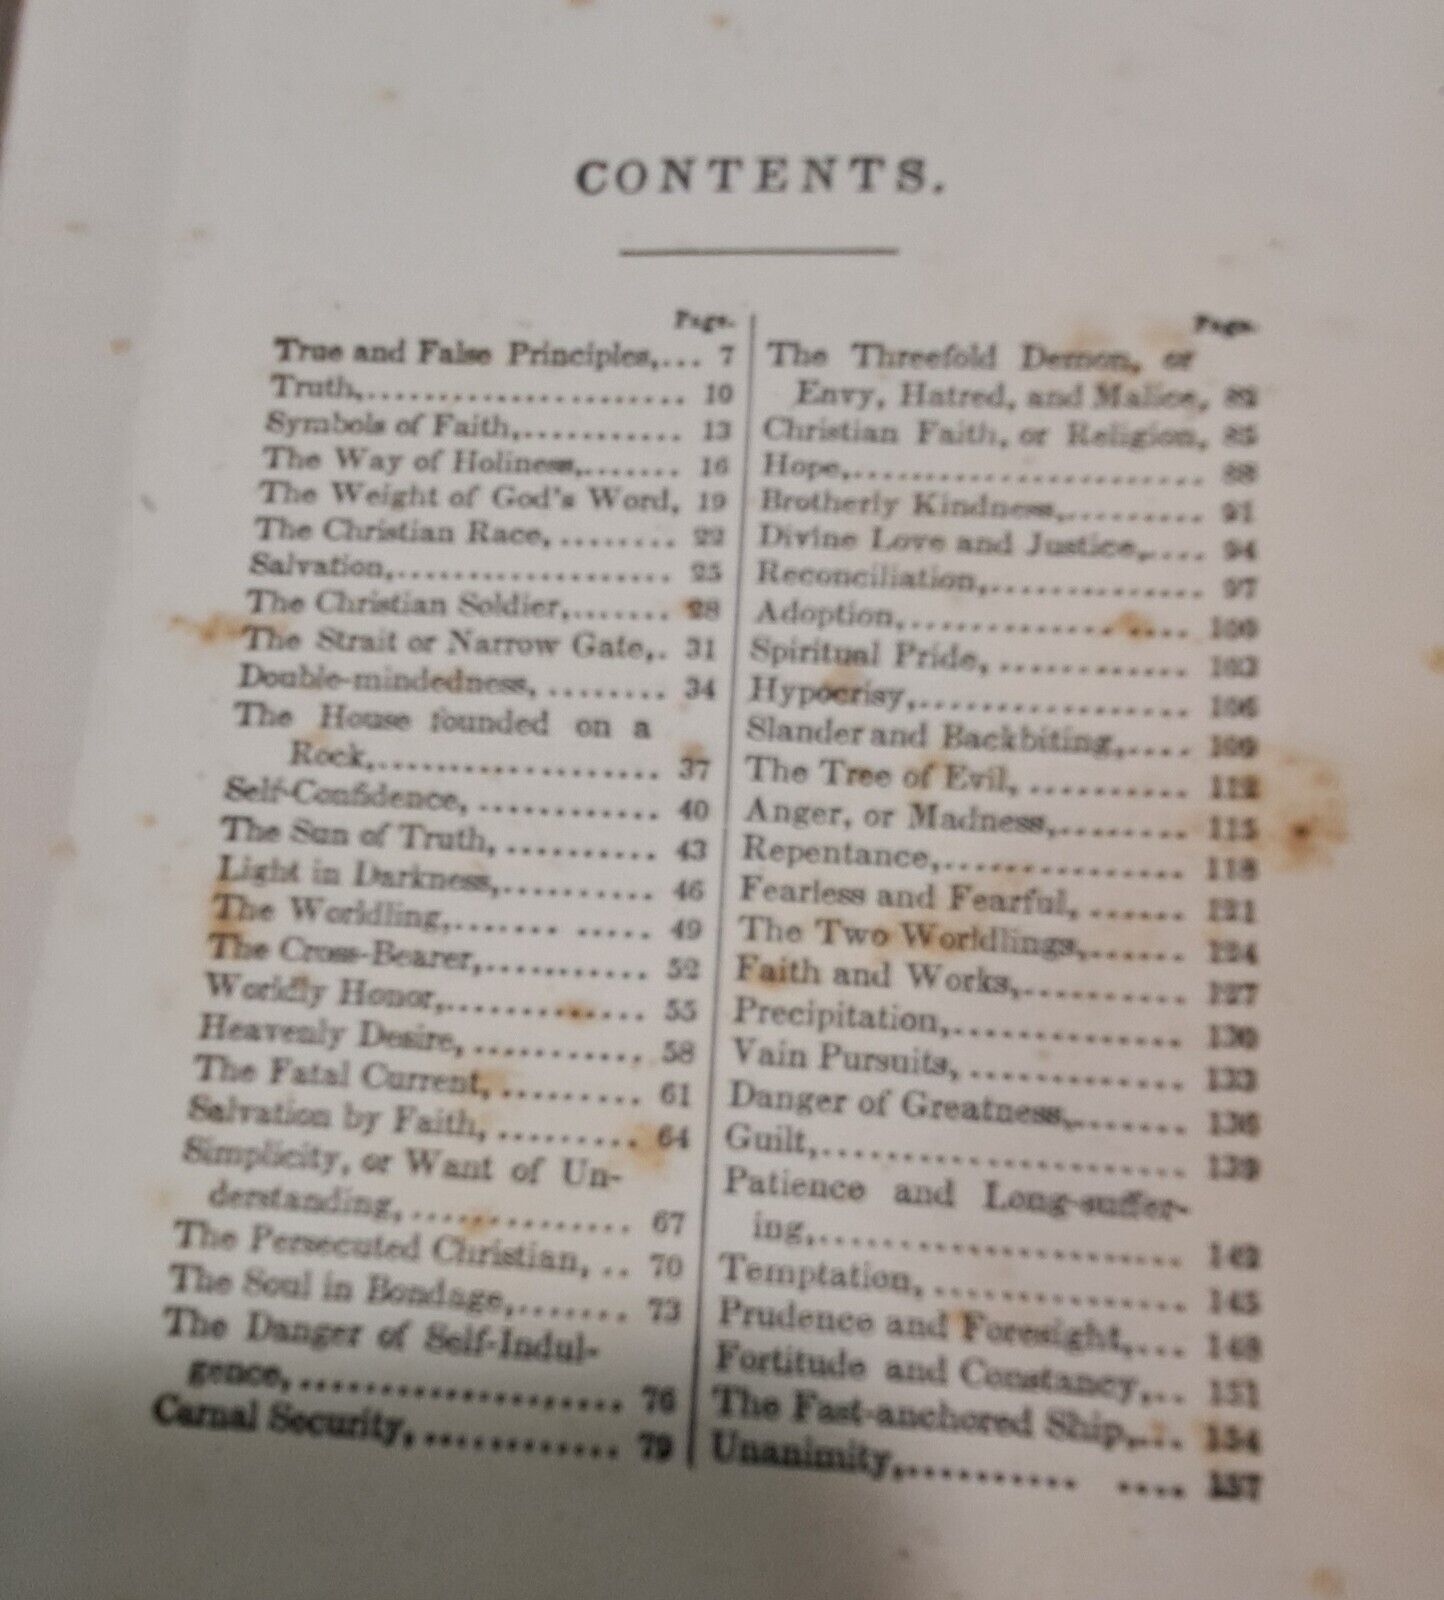 CONTENTS.
Page.
True and False Principles,... 7
Truth,...................... 10
Symbols of Faith,........... 13
The Way of Holiness,....... 16
The Weight of God's Word, 19
The Christian Race,........ 22
Salvation,................... 25
The Christian Soldier,....... 28
The Strait or Narrow Gate,. 31
Double-mindedness, ........ 34
The House founded on a
Rock,.................... 37
Self-Confidence, ............ 40
The Sun of Truth, .......... 43
Light in Darkness,.......... 46
The Worldling,....... ..... 49
The Cross-Bearer,........... 52
Worldly Honor,............. 55
Heavenly Desire, ........... 58
The Fatal Current, ......... 61
Salvation by Faith, ......... 64
Simplicity, or Want of Un-
derstanding, .............. 67
The Persecuted Christian, .. 70
The Soul in Bondage,....... 73
The Danger of Self-Indul-
gence, .................... 76
Carnal Security, ............ 79
Page.
The Threefold Demon, or
Envy, Hatred, and Malice, 82
Christian Faith, or Religion, 85
Hope,........................ 88
Brotherly Kindness,......... 91
Divine Love and Justice,.... 94
Reconciliation,.............. 97
Adoption,.............. .... 100
Spiritual Pride, ............ 103
Hypocrisy,.................. 106
Slander and Backbiting,.... 109
The Tree of Evil, .......... 112
Anger, or Madness,......... 115
Repentance,................ 118
Fearless and Fearful, ...... 121
The Two Worldlings,...... 124
Faith and Works,.......... 127
Precipitation,.............. 130
Vain Pursuits, ............. 133
Danger of Greatness,....... 136
Guilt,....................... 139
Patience and Long-suffer-
ing,....................... 142
Temptation, ............... 145
Prudence and Foresight,... 148
Fortitude and Constancy,.. 151
The Fast-anchored Ship,... 154
Unanimity,........... .... 157